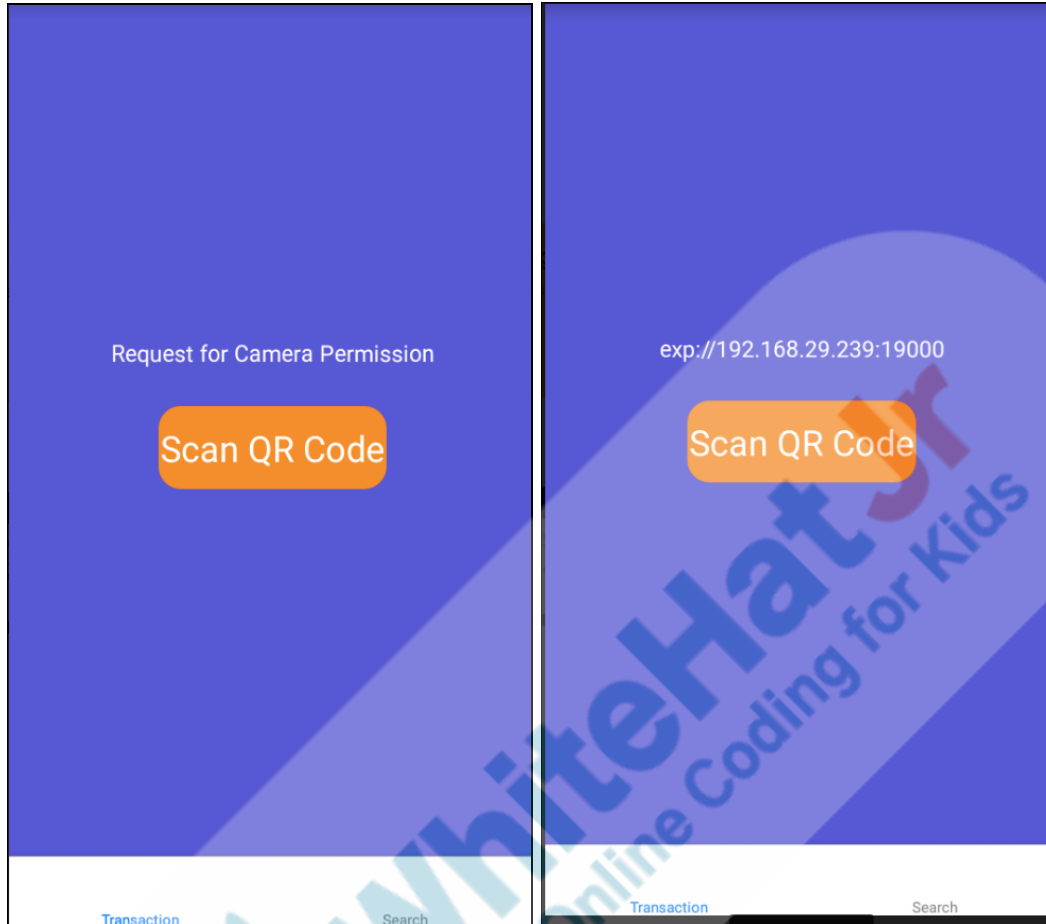 Request for Camera Permission
Scan QR Code
Transaction
Search
exp://192.168.29.239:19000
Scan QR Code
Transaction
Search
WhiteHat Jr
Online Coding for Kids